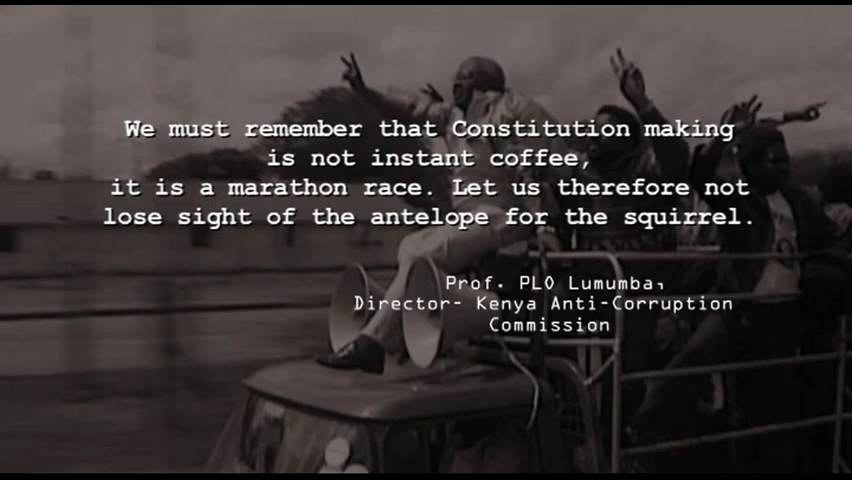 We must remember that Constitution making
is not instant coffee,
it is a marathon race. Let us therefore not
lose sight of the antelope for the squirrel.
Prof. PLO Lumumba,
Director- Kenya Anti-Corruption
Commission